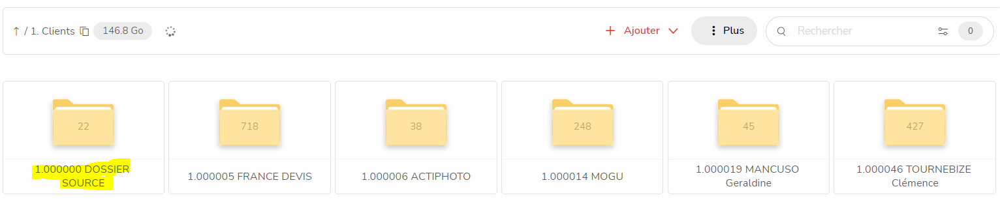 ↑ / 1. Clients 146.8 Go
+ Ajouter
Plus
Rechercher
0
22
718
38
248
45
427
1.000000 DOSSIER
SOURCE
1.000005 FRANCE DEVIS
1.000006 ACTIPHOTO
1.000014 MOGU
1.000019 MANCUSO
Geraldine
1.000046 TOURNEBIZE
Clémence